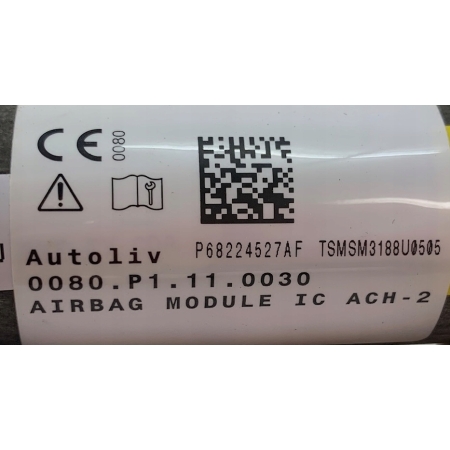 CE 0080
Autoliv P68224527AF TSMSM3188U0505
0080.P1.11.0030
AIRBAG MODULE IC ACH-2